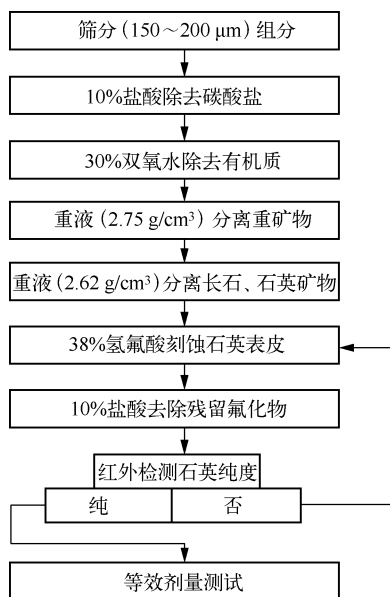 筛分(150～200 μm)组分
10%盐酸除去碳酸盐
30%双氧水除去有机质
重液(2.75 g/cm³)分离重矿物
重液(2.62 g/cm³)分离长石、石英矿物
38%氢氟酸刻蚀石英表皮
10%盐酸去除残留氟化物
红外检测石英纯度
纯 否
等效剂量测试